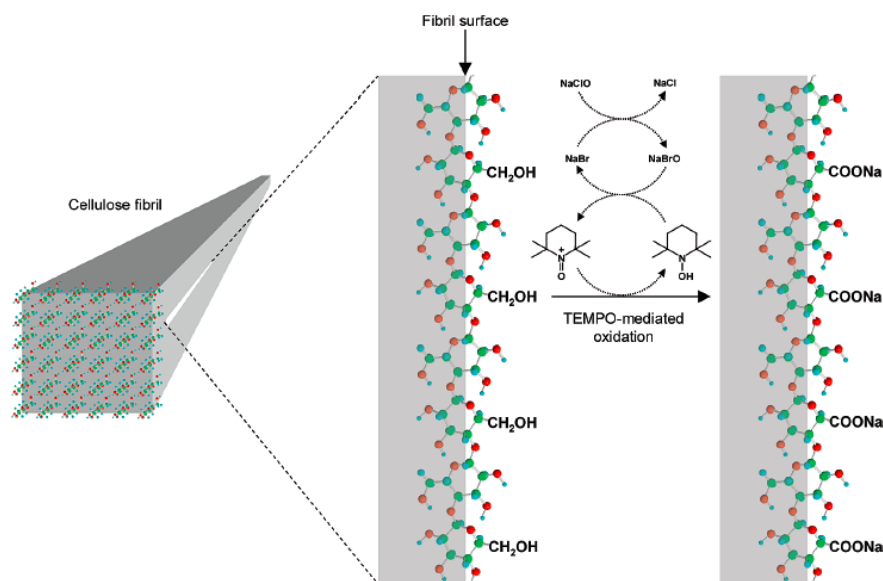 Fibril surface
NaClO
NaCl
NaBr
NaBrO
Cellulose fibril
CH₂OH
COONa
N
+
O
N
OH
CH₂OH
COONa
TEMPO-mediated
oxidation
CH₂OH
COONa
CH₂OH
COONa